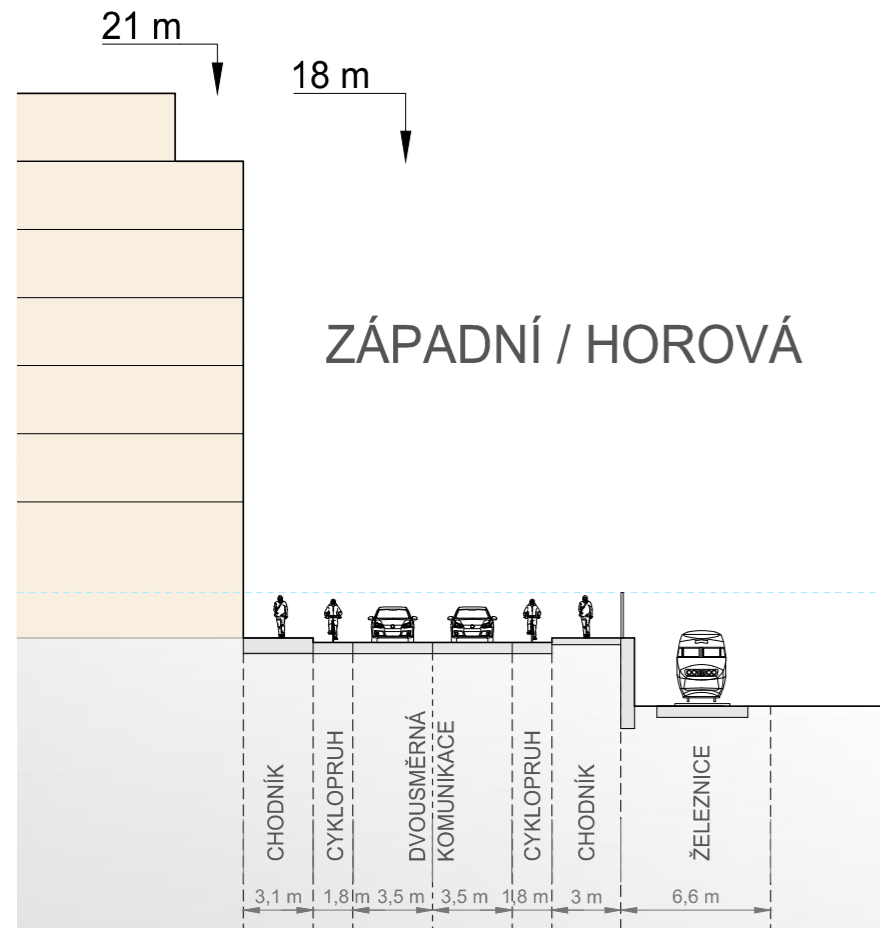 21 m
18 m
ZÁPADNÍ / HOROVÁ
CHODNÍK
CYKLOPRUH
DVOUSMĚRNÁ
KOMUNIKACE
CYKLOPRUH
CHODNÍK
ŽELEZNICE
3,1 m
1,8 m
3,5 m
3,5 m
1,8 m
3 m
6,6 m